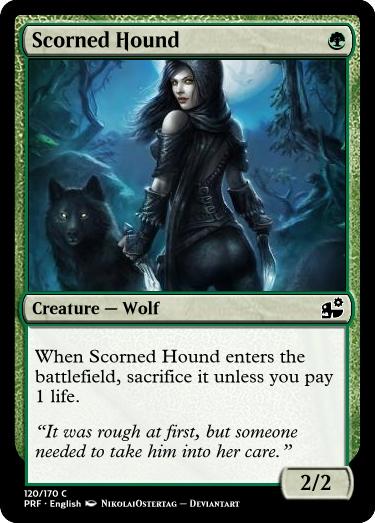 Scorned Hound
Creature — Wolf
When Scorned Hound enters the
battlefield, sacrifice it unless you pay
1 life.
“It was rough at first, but someone
needed to take him into her care.”
2/2
120/170 C
PRF • English NikolaiOstertag — Deviantart